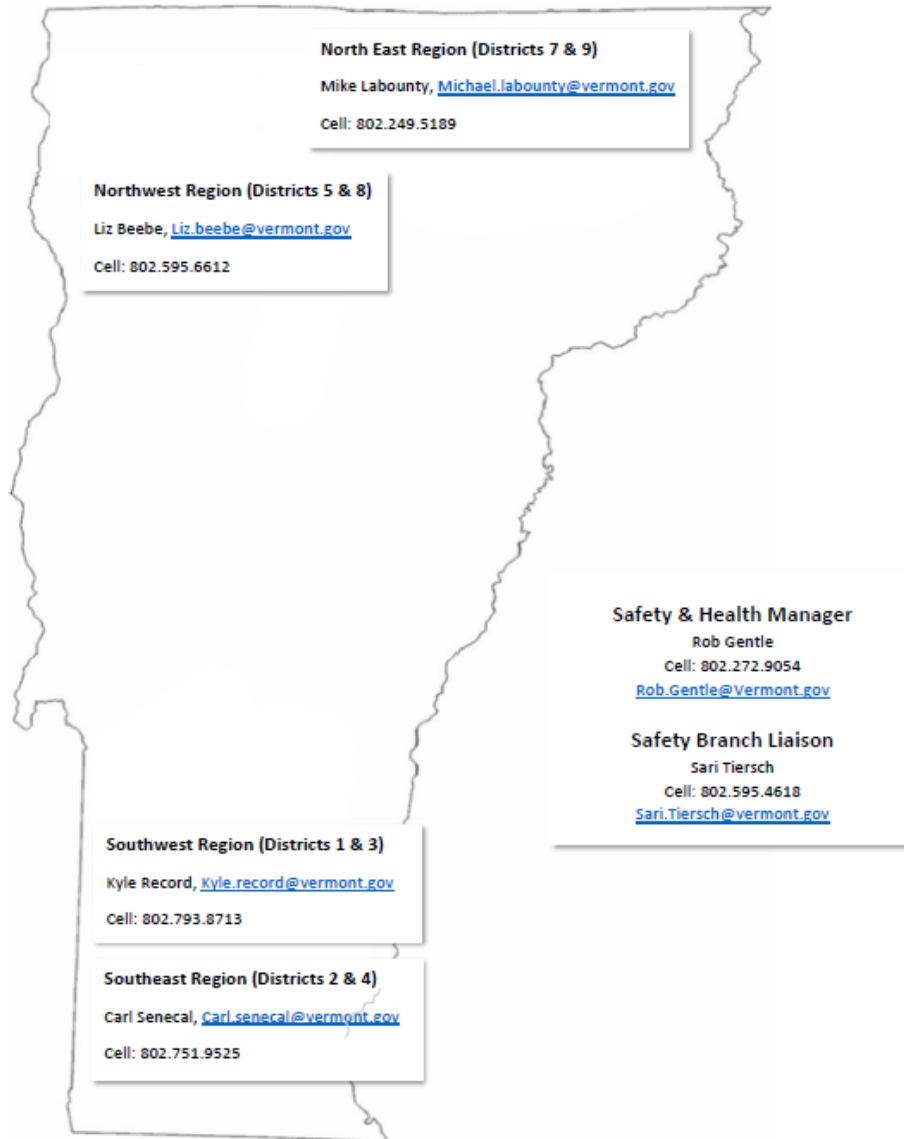 North East Region (Districts 7 & 9)
Mike Labounty, Michael.labounty@vermont.gov
Cell: 802.249.5189
Northwest Region (Districts 5 & 8)
Liz Beebe, Liz.beebe@vermont.gov
Cell: 802.595.6612
Safety & Health Manager
Rob Gentle
Cell: 802.272.9054
Rob.Gentle@Vermont.gov
Safety Branch Liaison
Sari Tiersch
Cell: 802.595.4618
Sari.Tiersch@vermont.gov
Southwest Region (Districts 1 & 3)
Kyle Record, Kyle.record@vermont.gov
Cell: 802.793.8713
Southeast Region (Districts 2 & 4)
Carl Senecal, Carl.senecal@vermont.gov
Cell: 802.751.9525